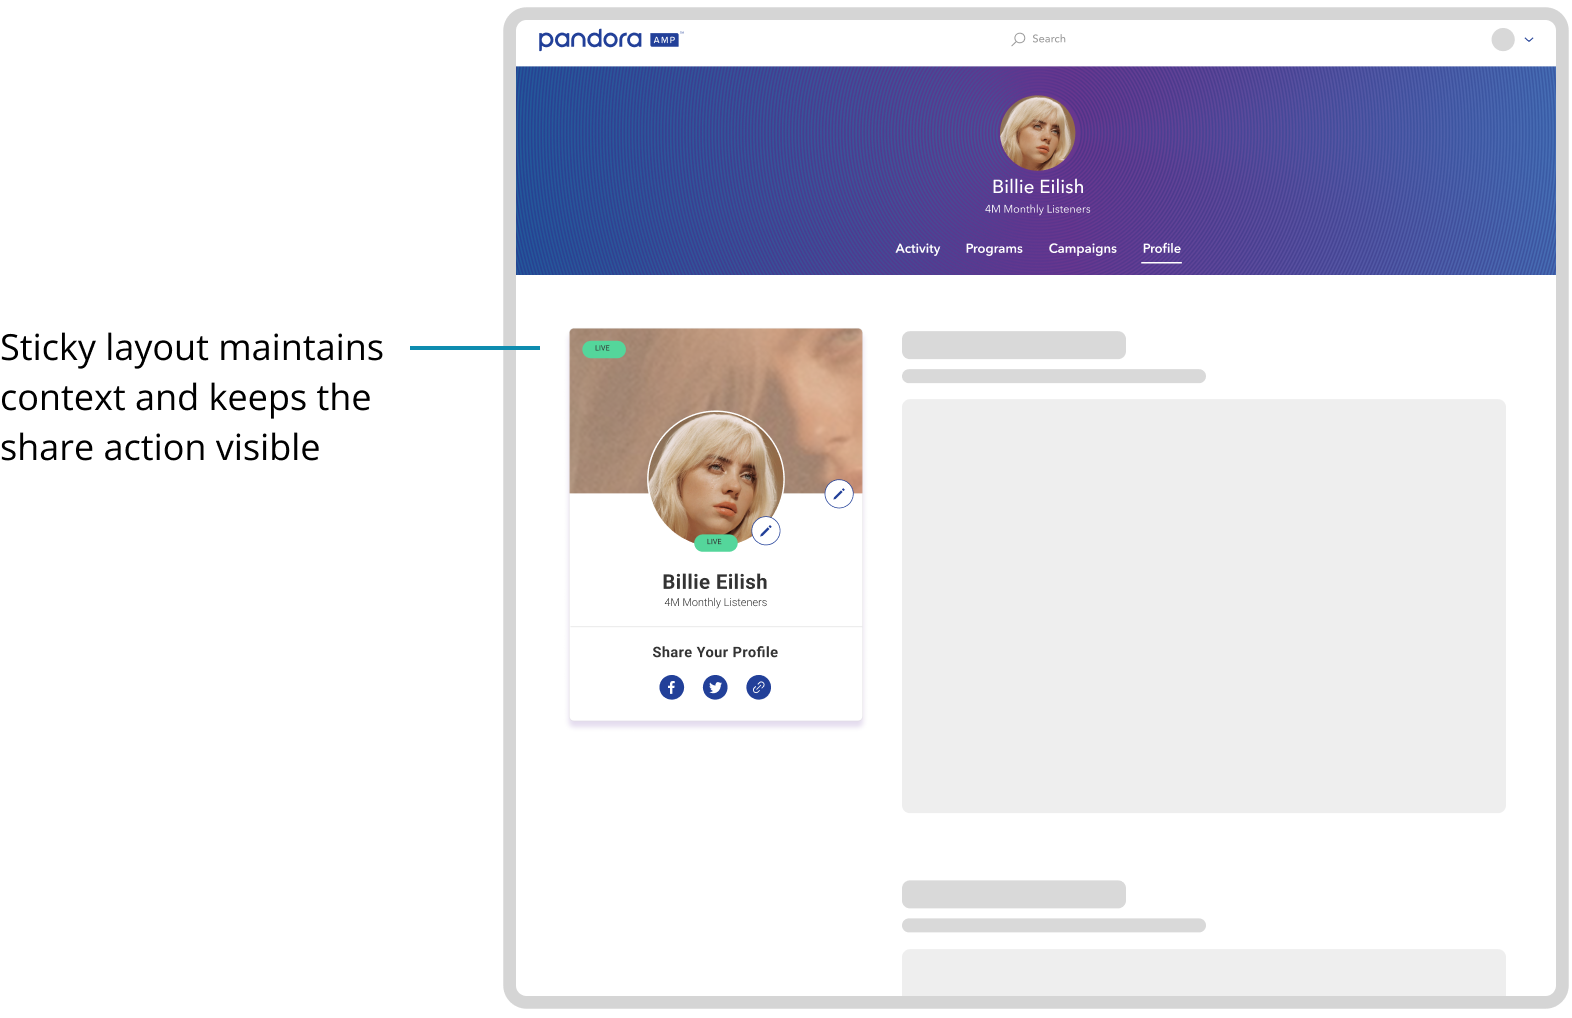 pandora AMP™
Search
Billie Eilish
4M Monthly Listeners
Activity Programs Campaigns Profile
Sticky layout maintains
context and keeps the
share action visible
LIVE
LIVE
Billie Eilish
4M Monthly Listeners
Share Your Profile